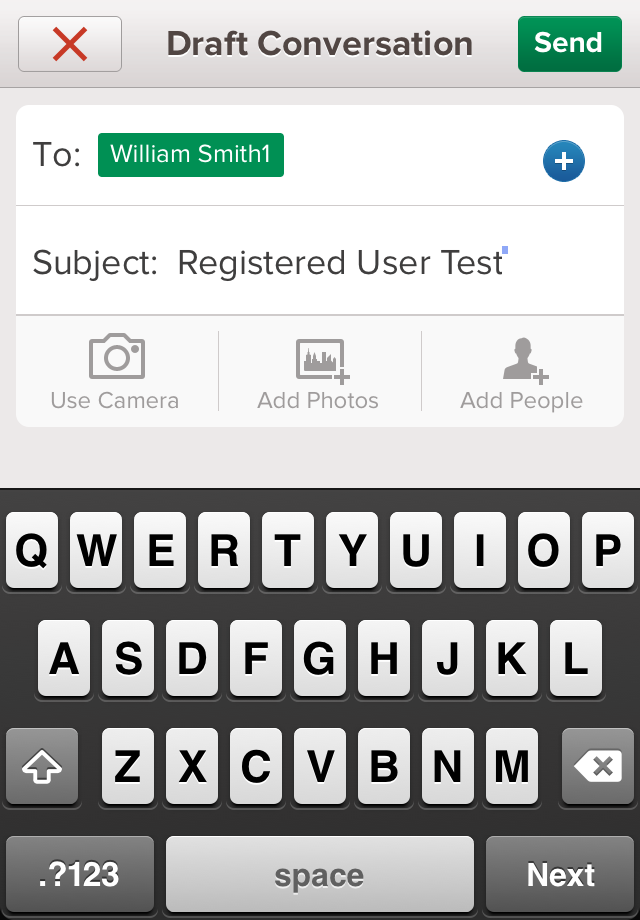 Draft Conversation Send
To: William Smith1
Subject: Registered User Test
Use Camera Add Photos Add People
Q W E R T Y U I O P
A S D F G H J K L
Z X C V B N M
.?123 space Next